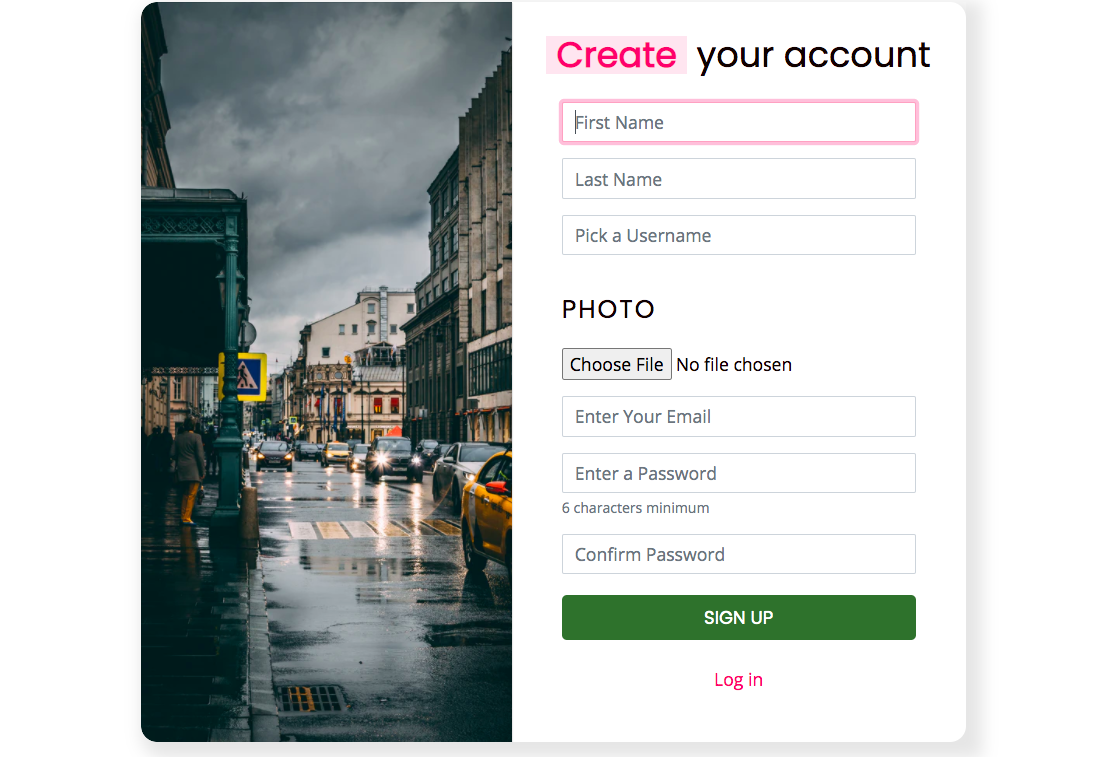 Create your account
First Name
Last Name
Pick a Username
PHOTO
Choose File No file chosen
Enter Your Email
Enter a Password
6 characters minimum
Confirm Password
SIGN UP
Log in